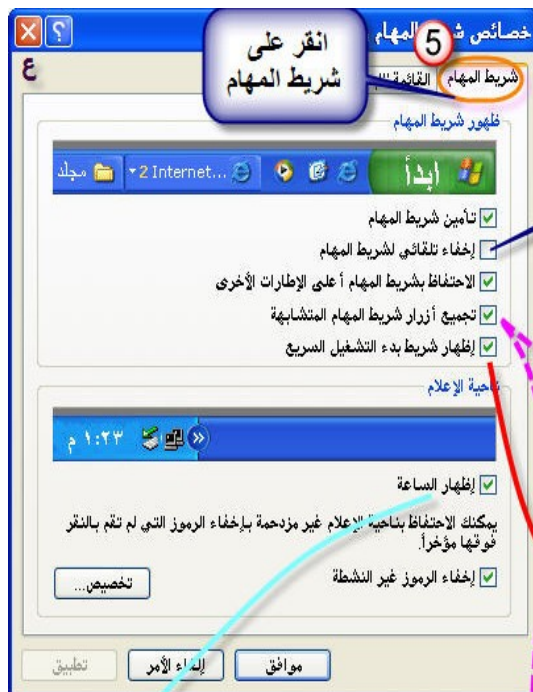 خصائص شريط المهام
5
انقر على
شريط المهام
ع
شريط المهام
القائمة
ظهور شريط المهام
ابدأ
2 Internet...
مجلد
تأمين شريط المهام
إخفاء تلقائي لشريط المهام
الاحتفاظ بشريط المهام أعلى الإطارات الأخرى
تجميع أزرار شريط المهام المتشابهة
إظهار شريط بدء التشغيل السريع
ناحية الإعلام
١:٢٣ م
إظهار الساعة
يمكنك الاحتفاظ بناحية الإعلام غير مزدحمة بإخفاء الرموز التي لم تقم بالنقر
فوقها مؤخراً.
إخفاء الرموز غير النشطة
تخصيص...
موافق
إلغاء الأمر
تطبيق